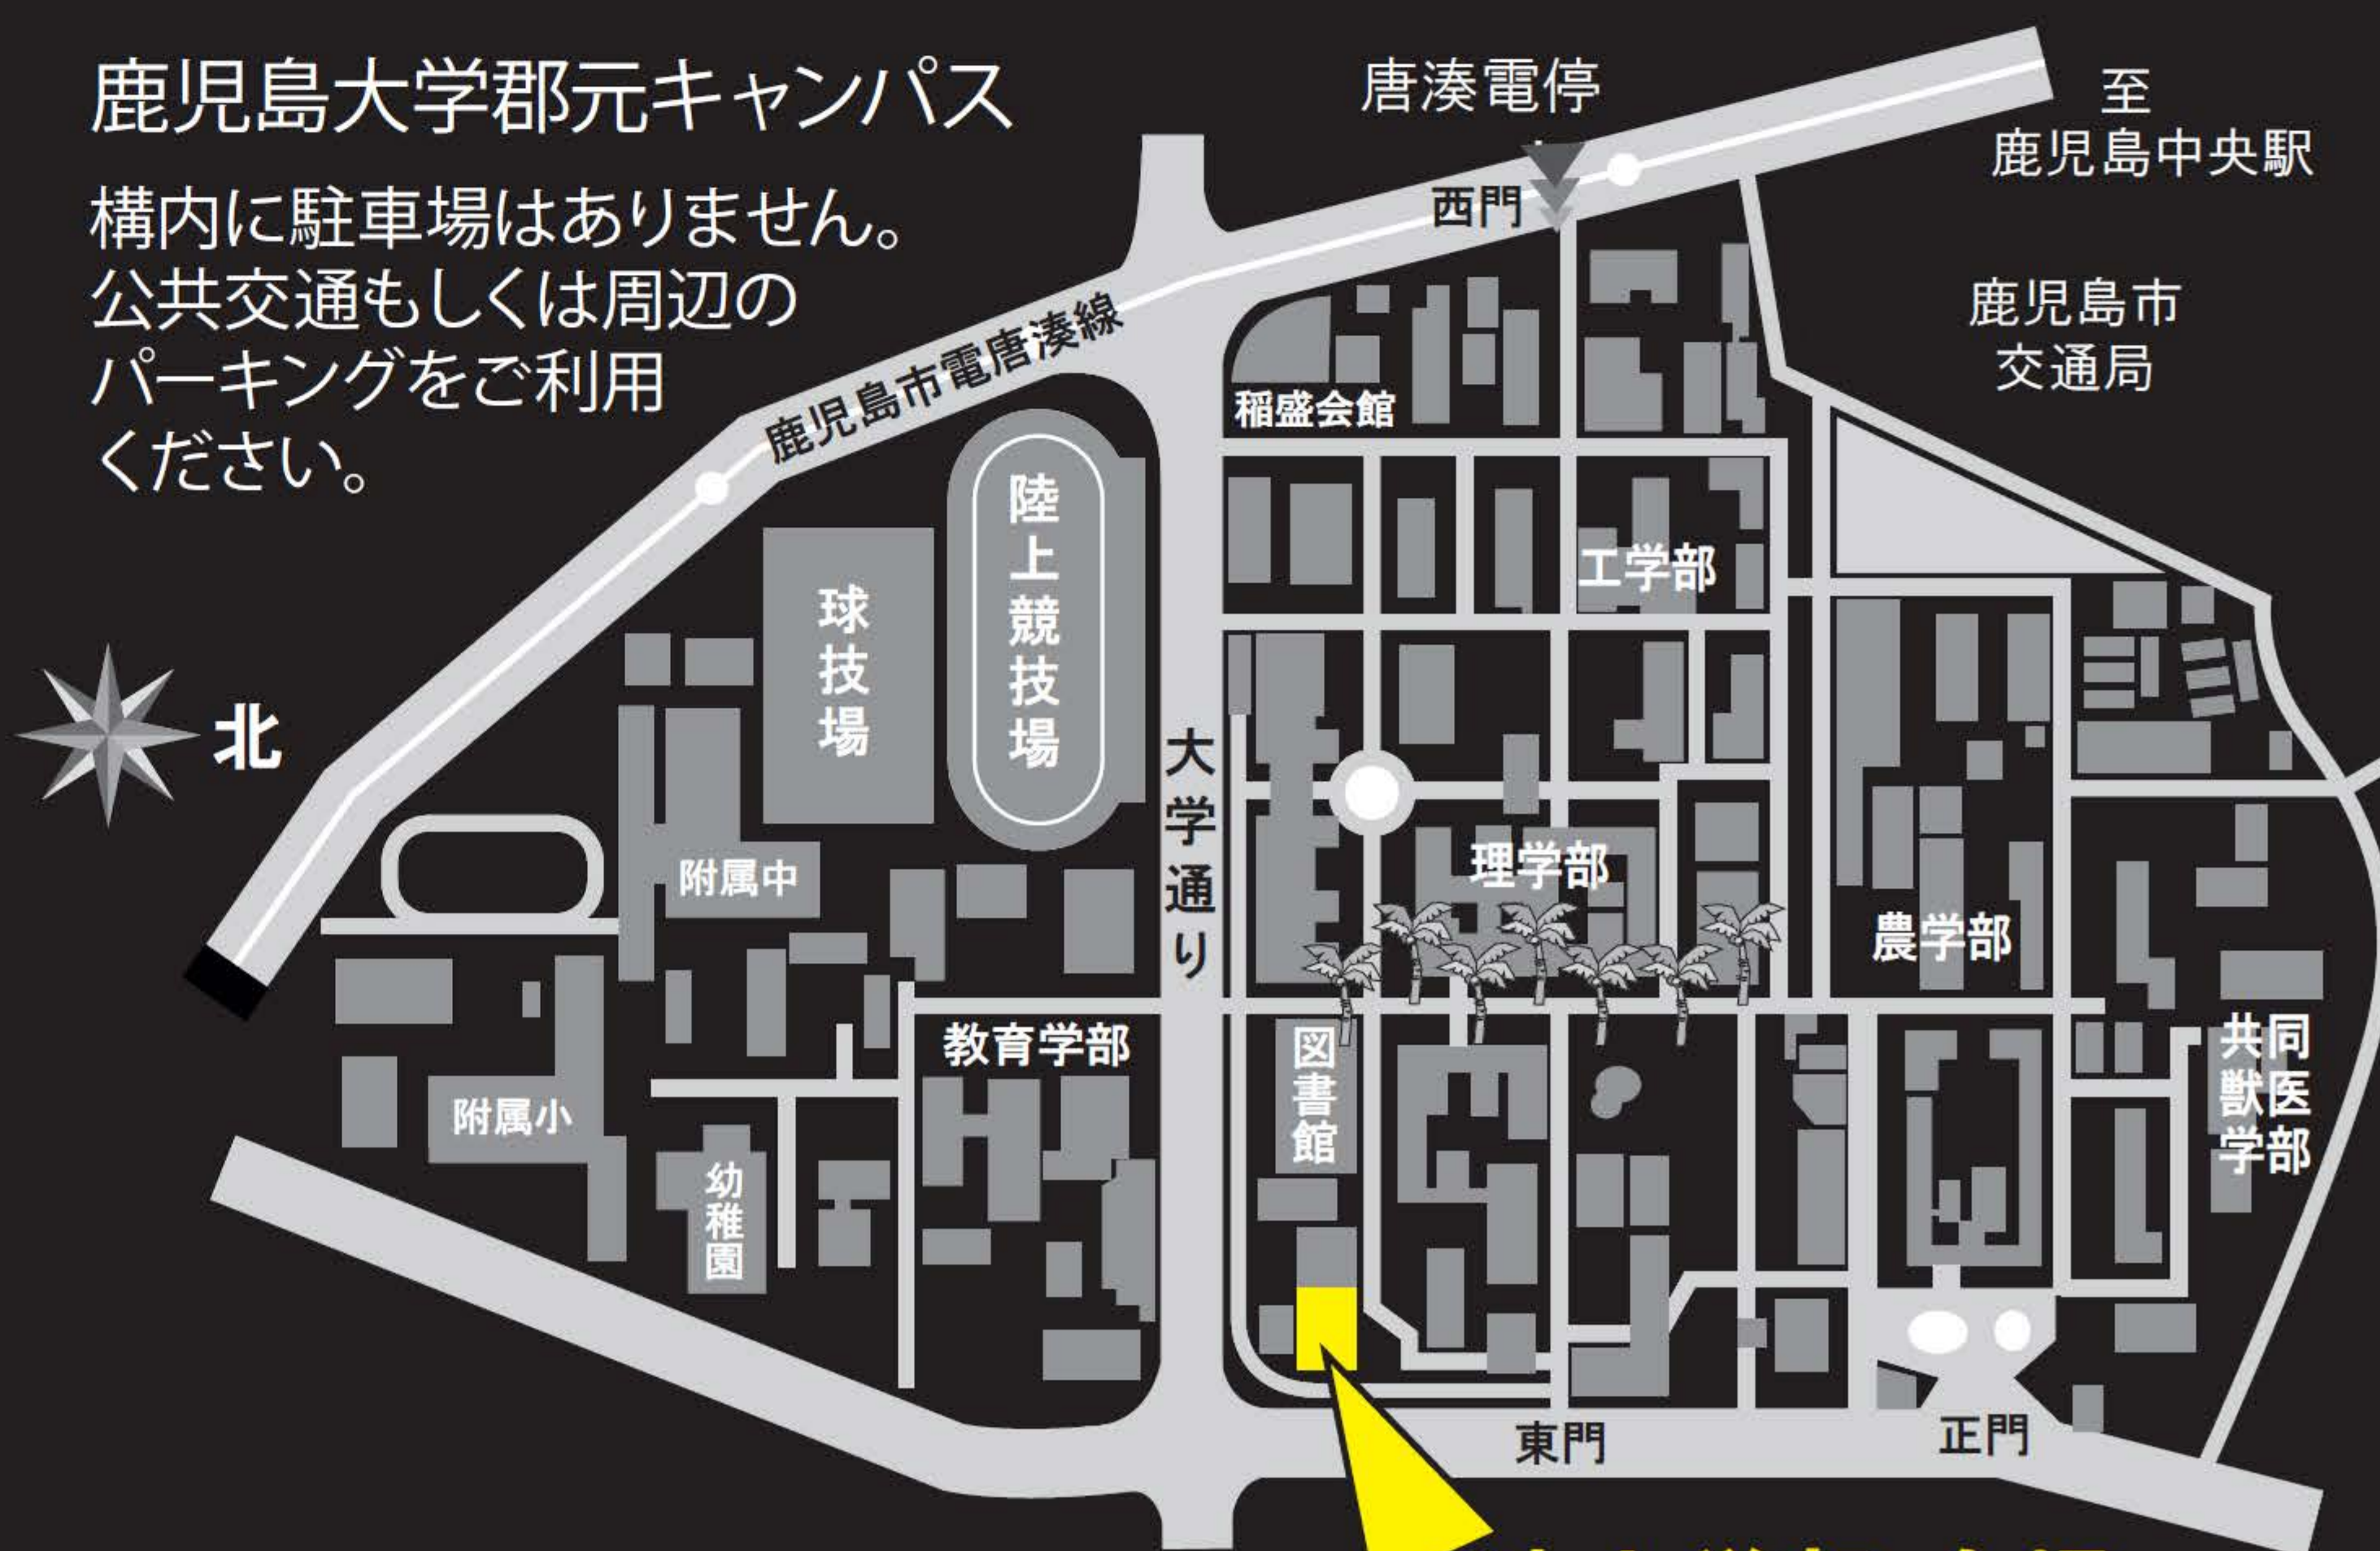 鹿児島大学郡元キャンパス
構内に駐車場はありません。
公共交通もしくは周辺の
パーキングをご利用
ください。
唐湊電停
至
鹿児島中央駅
西門
鹿児島市
交通局
鹿児島市電唐湊線
稲盛会館
陸上競技場
球技場
工学部
北
大学通り
附属中
理学部
農学部
教育学部
図書館
共同
獣医
学部
附属小
幼稚園
東門
正門